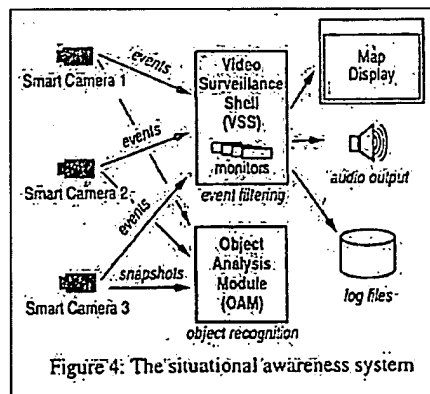 Smart Camera 1
events
Video
Surveillance
Shell
(VSS)
monitors
event filtering
Map
Display
audio output
events
Smart Camera 2
events
snapshots
Smart Camera 3
Object
Analysis
Module
(OAM)
object recognition
log files
Figure 4: The situational awareness system